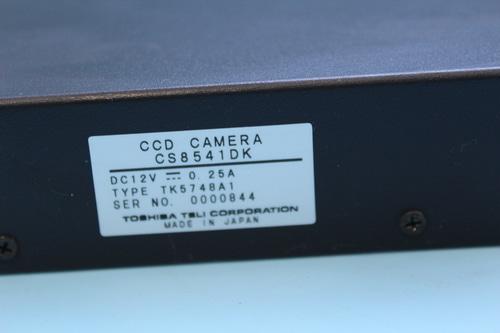 CCD CAMERA
CS8541DK
DC12V ⎓ 0.25A
TYPE TK5748A1
SER NO. 0000844
TOSHIBA TELI CORPORATION
MADE IN JAPAN